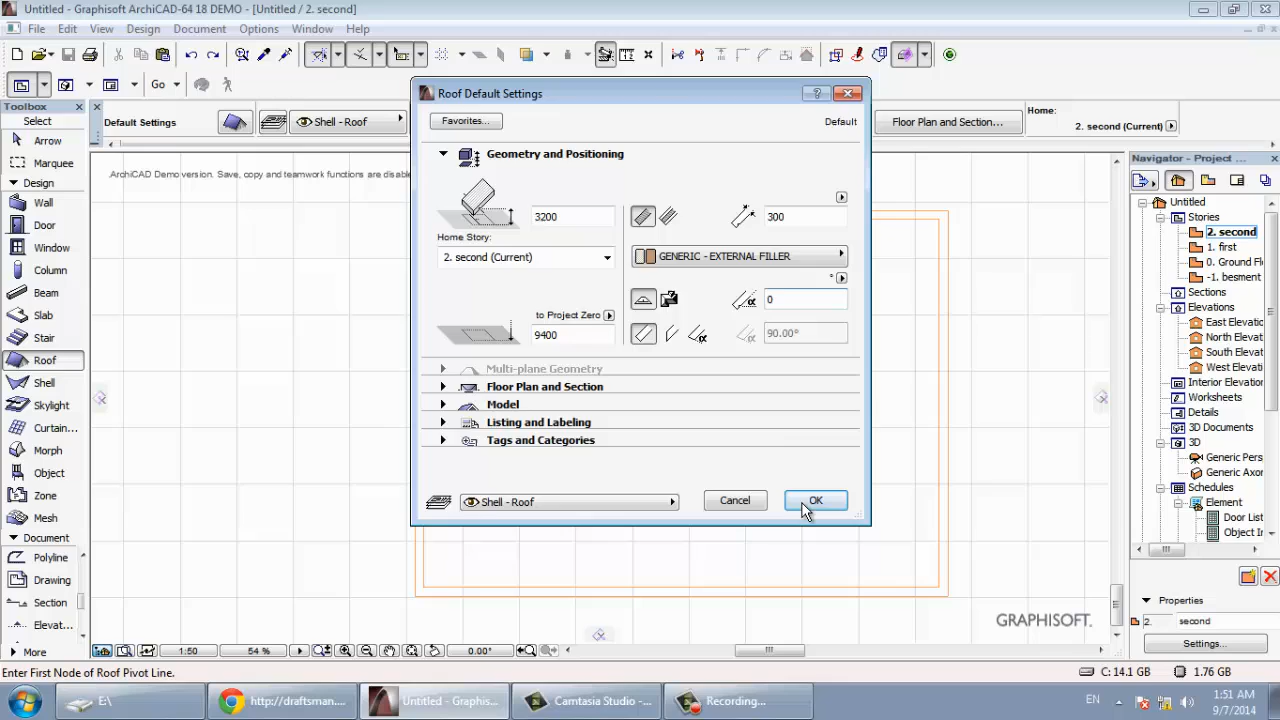 Untitled - Graphisoft ArchiCAD-64 18 DEMO - [Untitled / 2. second]
File Edit View Design Document Options Window Help
Go
Toolbox
Select
Arrow
Marquee
Design
Wall
Door
Window
Column
Beam
Slab
Stair
Roof
Shell
Skylight
Curtain...
Morph
Object
Zone
Mesh
Document
Polyline
Drawing
Section
Elevat...
More
Default Settings
Shell - Roof
Floor Plan and Section...
Home:
2. second (Current)
ArchiCAD Demo version. Save, copy and teamwork functions are disable
Roof Default Settings
Favorites...
Default
Geometry and Positioning
3200
300
Home Story:
2. second (Current)
GENERIC - EXTERNAL FILLER
°
0
to Project Zero
9400
90.00°
Multi-plane Geometry
Floor Plan and Section
Model
Listing and Labeling
Tags and Categories
Shell - Roof
Cancel
OK
GRAPHISOFT.
Navigator - Project ...
Untitled
Stories
2. second
1. first
0. Ground Fl
-1. besment
Sections
Elevations
East Elevatio
North Elevat
South Elevat
West Elevati
Interior Elevation
Worksheets
Details
3D Documents
3D
Generic Pers
Generic Axon
Schedules
Element
Door List
Object In
Properties
2. second
Settings...
1:50
54 %
0.00°
Enter First Node of Roof Pivot Line.
C: 14.1 GB
1.76 GB
E:\
http://draftsman....
Untitled - Graphis...
Camtasia Studio - ...
Recording...
EN
1:51 AM
9/7/2014